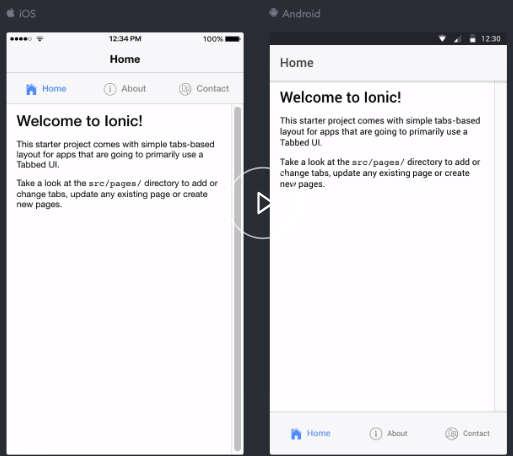 iOS
12:34 PM 100%
Home
Home About Contact
Welcome to Ionic!
This starter project comes with simple tabs-based
layout for apps that are going to primarily use a
Tabbed UI.
Take a look at the src/pages/ directory to add or
change tabs, update any existing page or create
new pages.
Android
12:30
Home
Welcome to Ionic!
This starter project comes with simple tabs-based
layout for apps that are going to primarily use a
Tabbed UI.
Take a look at the src/pages/ directory to add or
change tabs, update any existing page or create
new pages.
Home About Contact